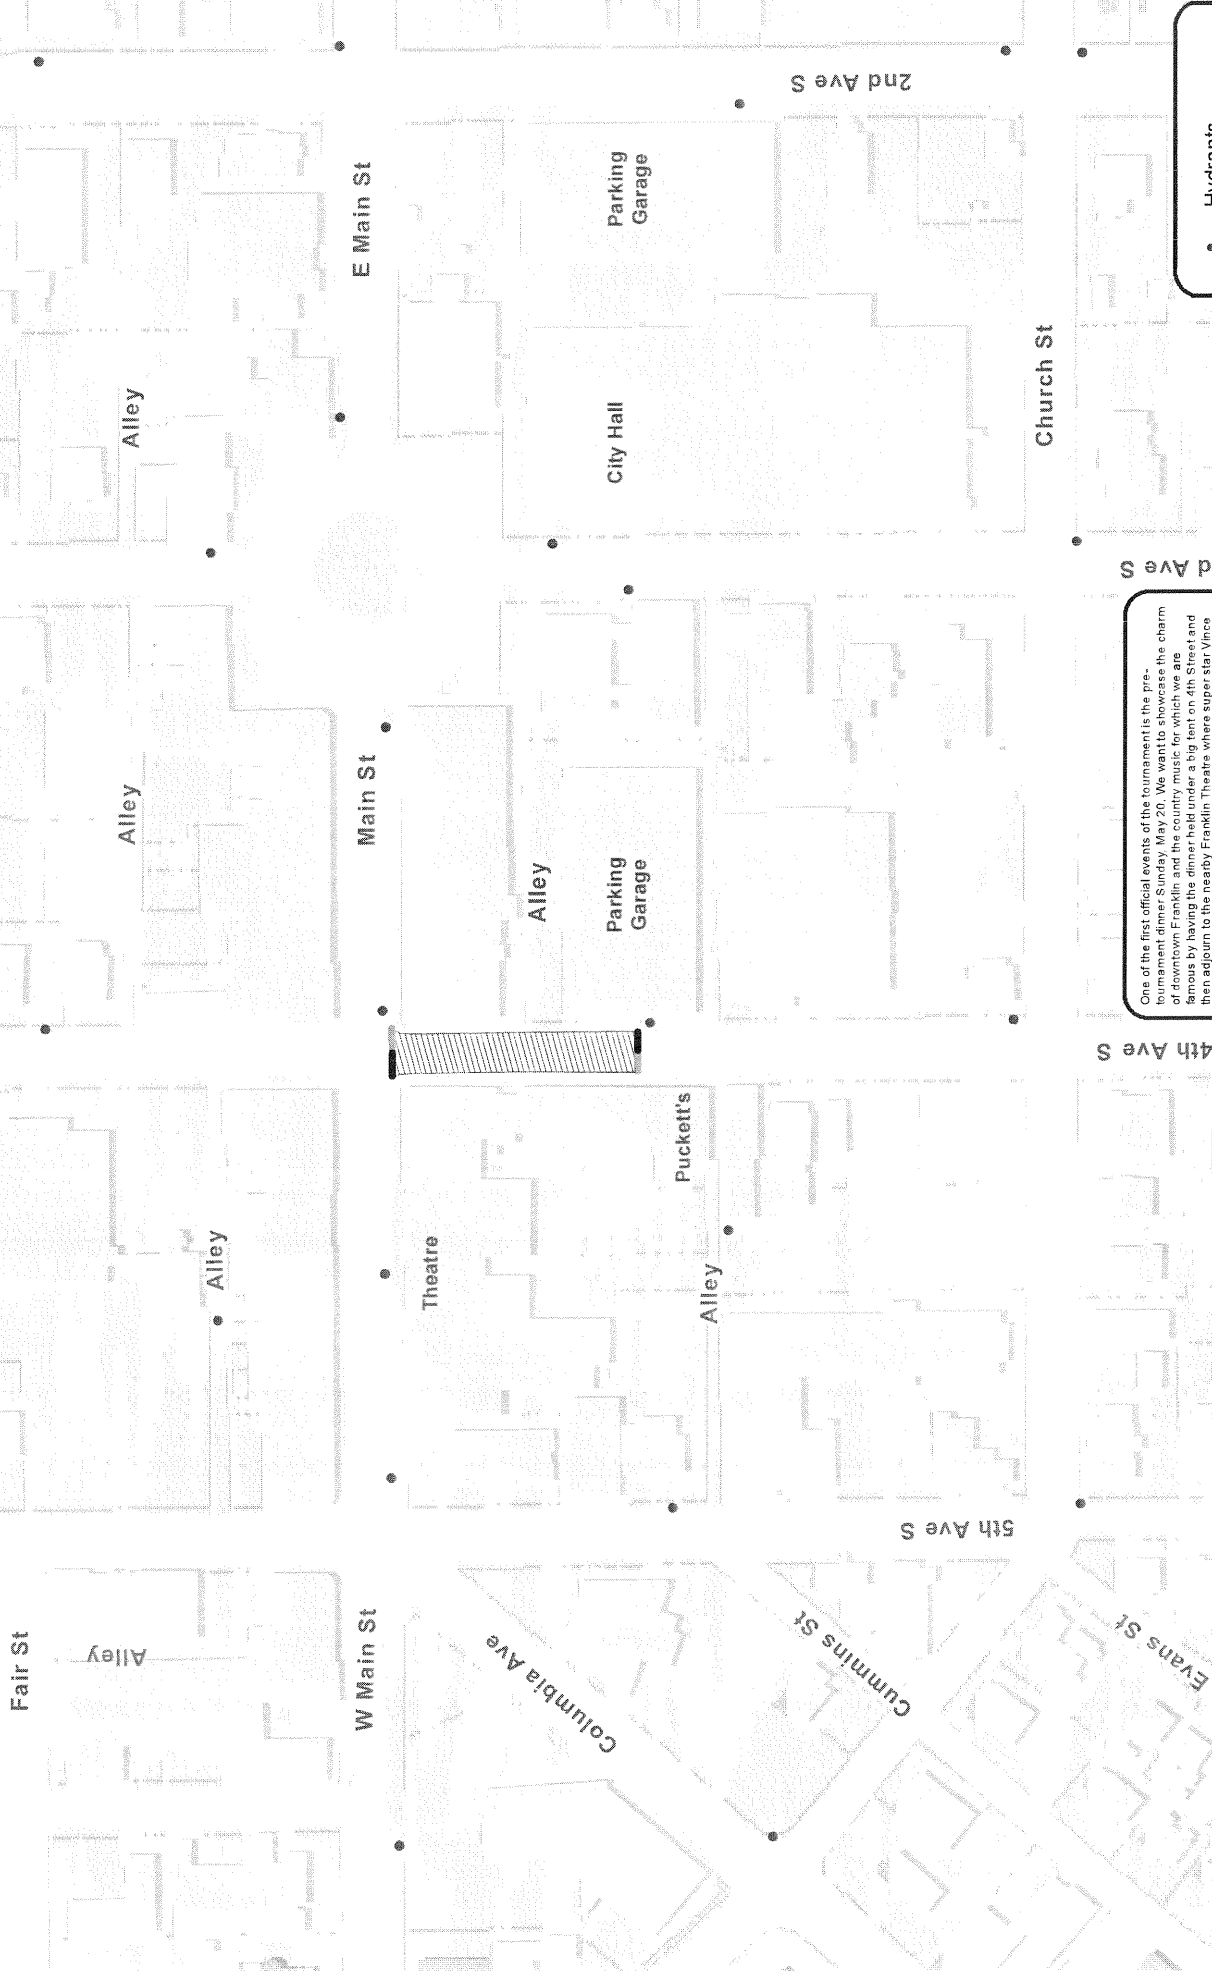 Fair St
Alley
W Main St
Columbia Ave
Cummins St
Evans St
5th Ave S
Alley
Theatre
Alley
Puckett's
4th Ave S
Alley
Main St
Alley
Parking
Garage
One of the first official events of the tournament is the pre-
tournament dinner Sunday, May 20. We want to showcase the charm
of downtown Franklin and the country music for which we are
famous by having the dinner held under a big tent on 4th Street and
then adjourn to the nearby Franklin Theatre where super star Vince
d Ave S
Alley
City Hall
Church St
E Main St
Parking
Garage
2nd Ave S
Hydrants